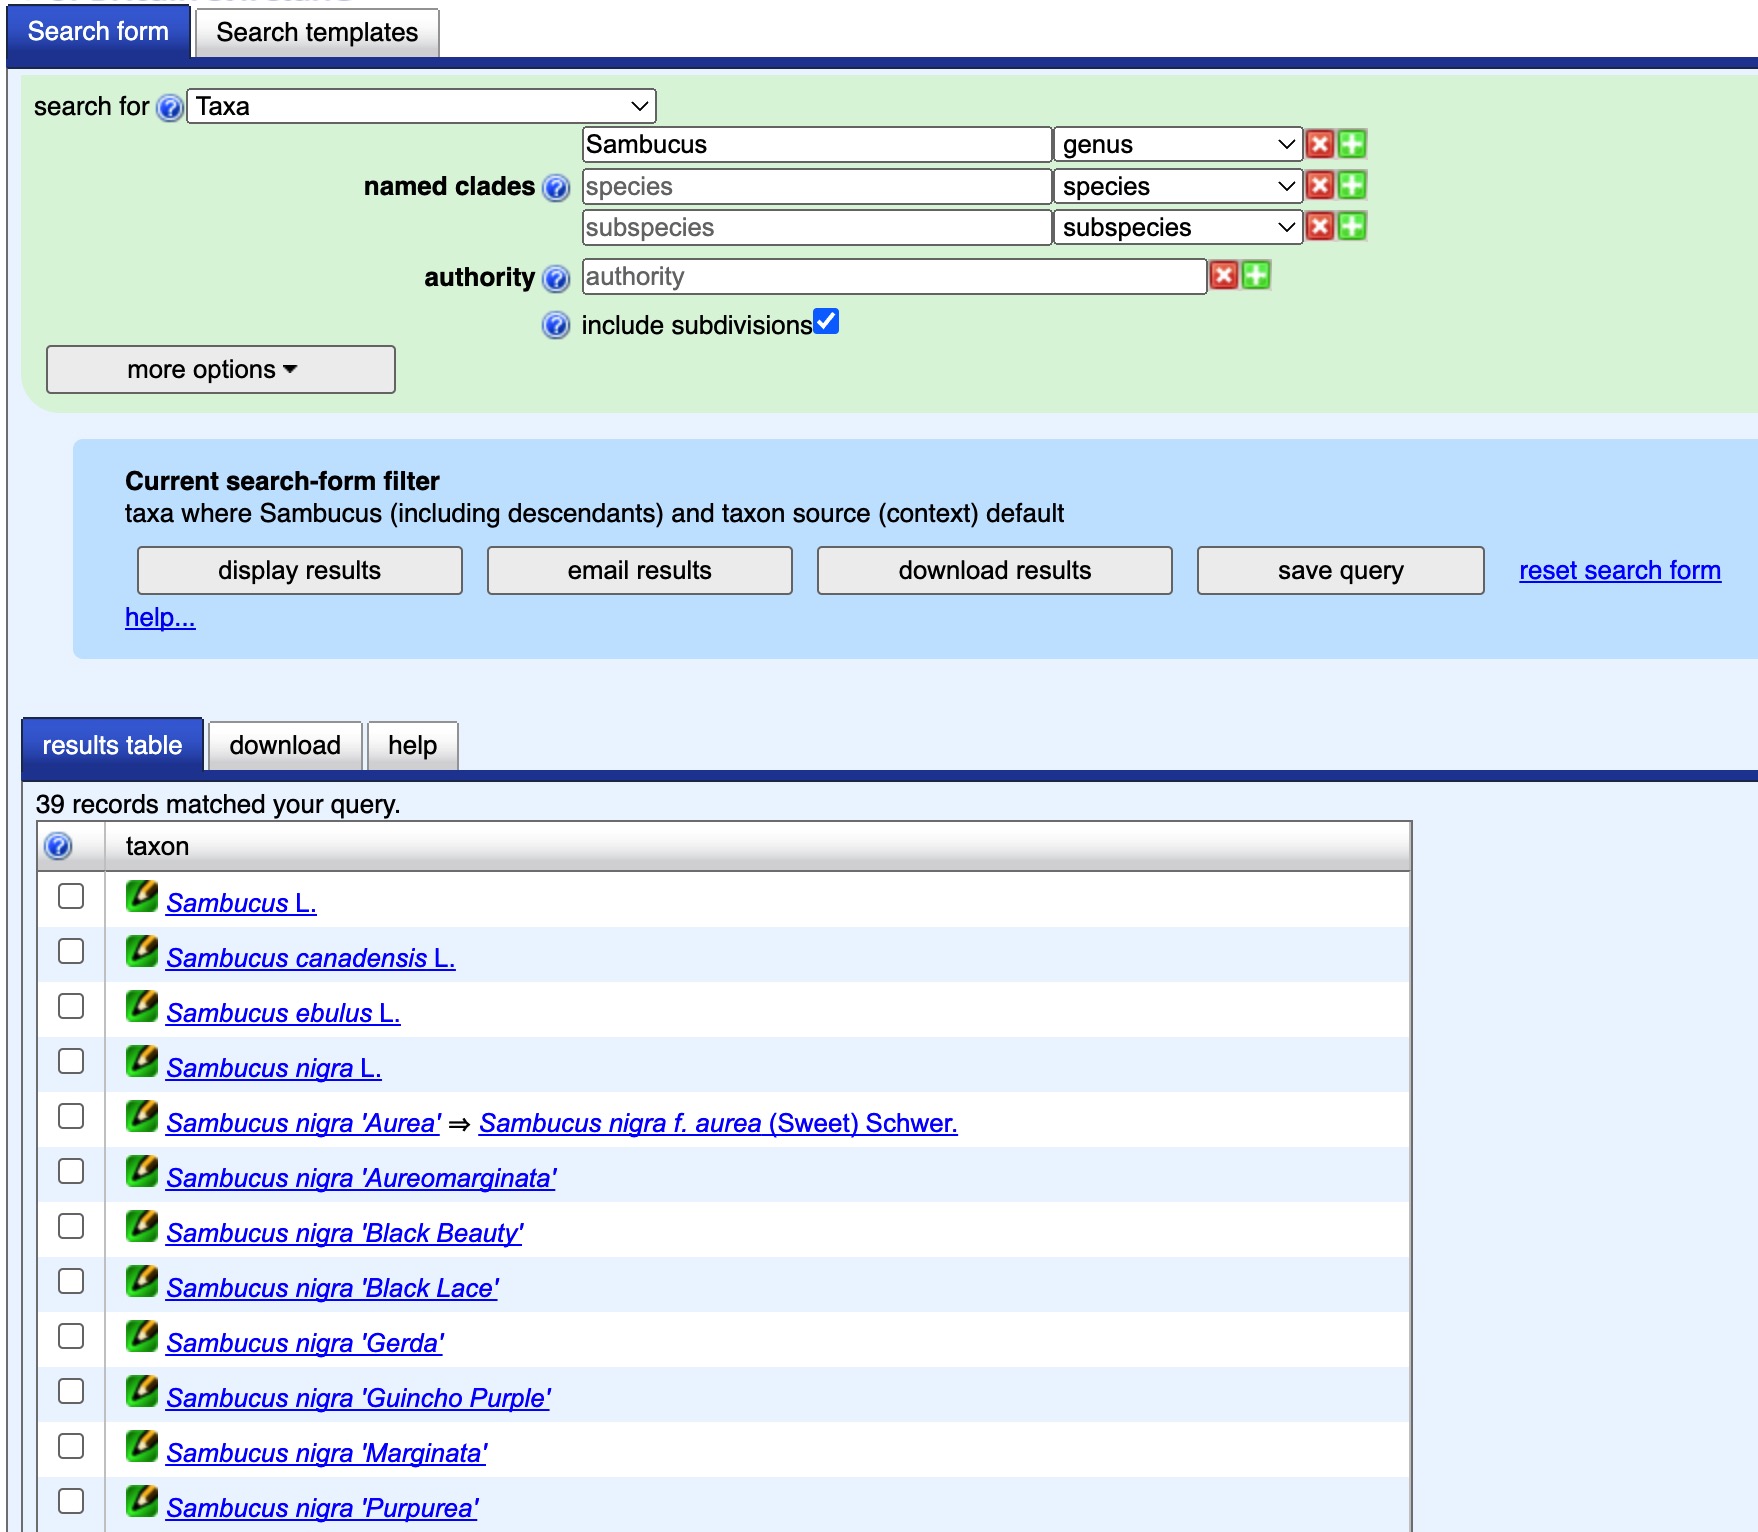 Search form Search templates
search for Taxa
Sambucus genus
named clades species species
subspecies subspecies
authority authority
include subdivisions
more options
Current search-form filter
taxa where Sambucus (including descendants) and taxon source (context) default
display results email results download results save query reset search form
help...
results table download help
39 records matched your query.
taxon
Sambucus L.
Sambucus canadensis L.
Sambucus ebulus L.
Sambucus nigra L.
Sambucus nigra 'Aurea' ⇒ Sambucus nigra f. aurea (Sweet) Schwer.
Sambucus nigra 'Aureomarginata'
Sambucus nigra 'Black Beauty'
Sambucus nigra 'Black Lace'
Sambucus nigra 'Gerda'
Sambucus nigra 'Guincho Purple'
Sambucus nigra 'Marginata'
Sambucus nigra 'Purpurea'